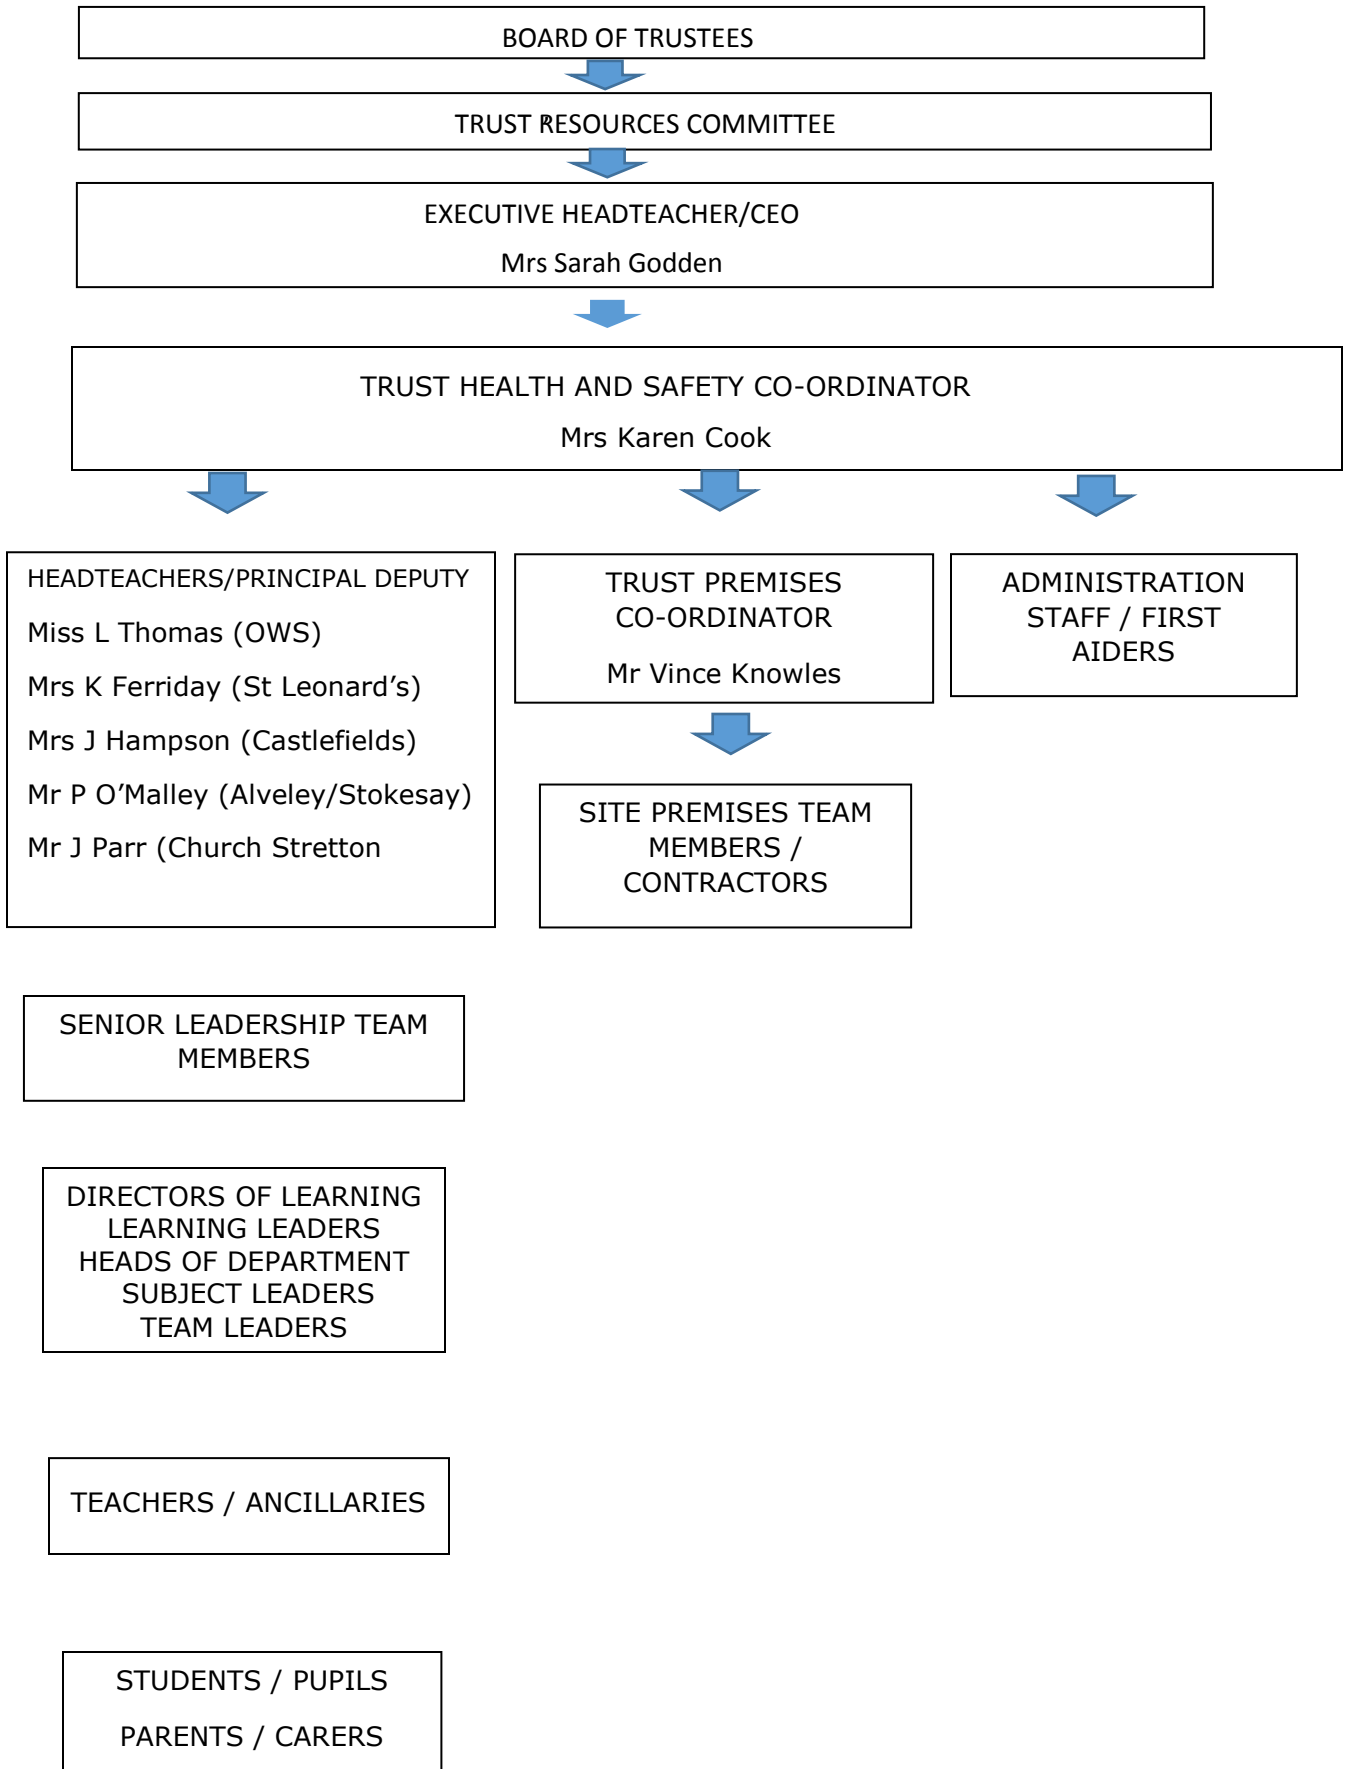 BOARD OF TRUSTEES
TRUST RESOURCES COMMITTEE
EXECUTIVE HEADTEACHER/CEO
Mrs Sarah Godden
TRUST HEALTH AND SAFETY CO-ORDINATOR
Mrs Karen Cook
HEADTEACHERS/PRINCIPAL DEPUTY
Miss L Thomas (OWS)
Mrs K Ferriday (St Leonard’s)
Mrs J Hampson (Castlefields)
Mr P O’Malley (Alveley/Stokesay)
Mr J Parr (Church Stretton
TRUST PREMISES
CO-ORDINATOR
Mr Vince Knowles
ADMINISTRATION
STAFF / FIRST
AIDERS
SITE PREMISES TEAM
MEMBERS /
CONTRACTORS
SENIOR LEADERSHIP TEAM
MEMBERS
DIRECTORS OF LEARNING
LEARNING LEADERS
HEADS OF DEPARTMENT
SUBJECT LEADERS
TEAM LEADERS
TEACHERS / ANCILLARIES
STUDENTS / PUPILS
PARENTS / CARERS